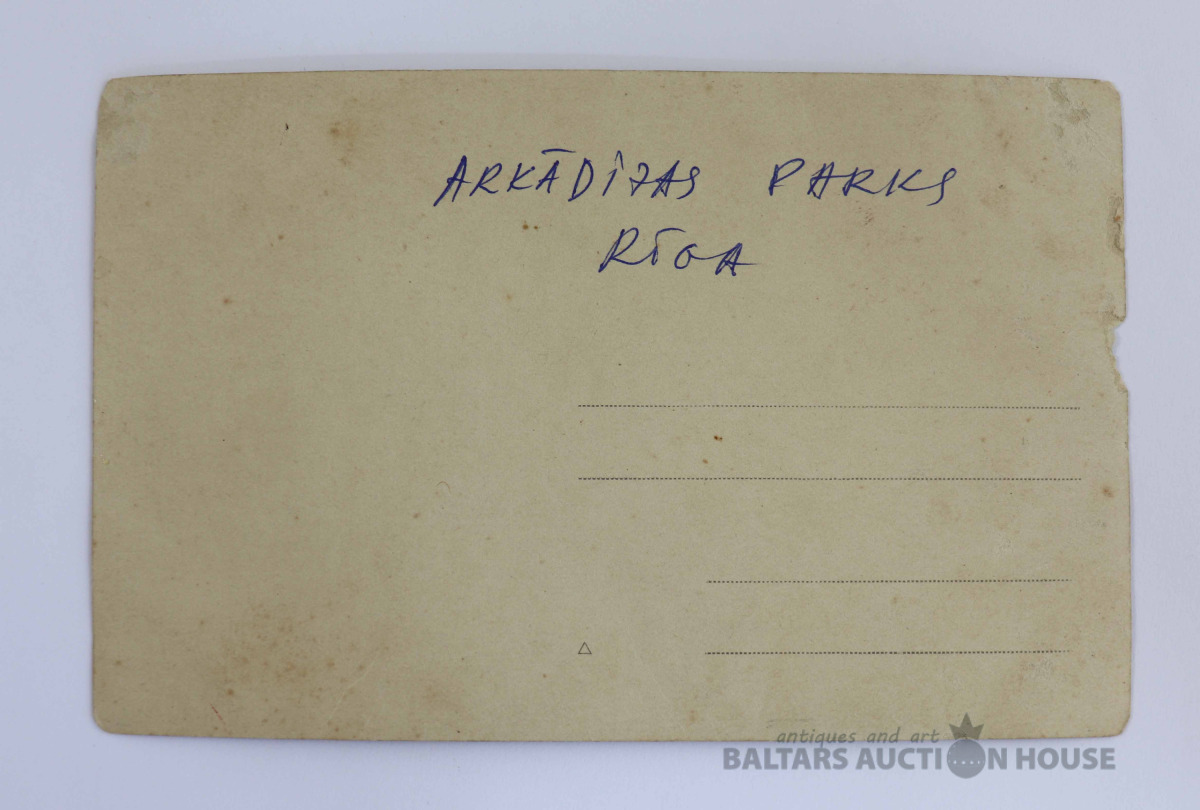 ARKĀDIJAS PARKS
RĪGA
antiques and art
BALTARS AUCTION HOUSE